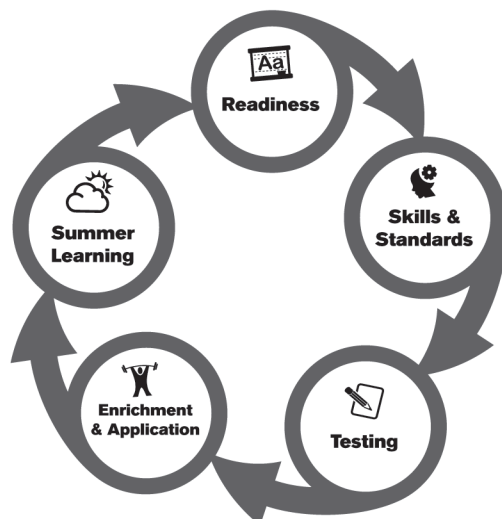 Aa
Readiness
Skills &
Standards
Testing
Enrichment
& Application
Summer
Learning